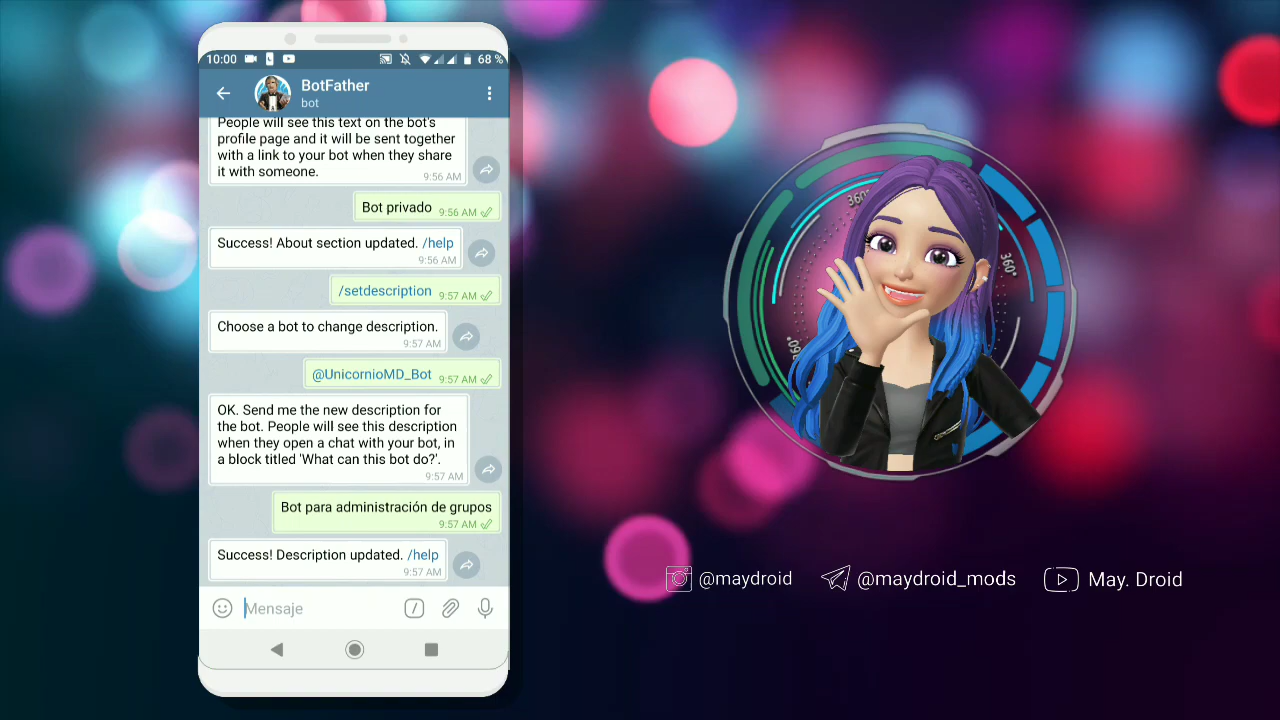 10:00
68 %
BotFather
bot
People will see this text on the bot's
profile page and it will be sent together
with a link to your bot when they share
it with someone.
9:56 AM
Bot privado
9:56 AM
Success! About section updated. /help
9:56 AM
/setdescription
9:57 AM
Choose a bot to change description.
9:57 AM
@UnicornioMD_Bot
9:57 AM
OK. Send me the new description for
the bot. People will see this description
when they open a chat with your bot, in
a block titled 'What can this bot do?'.
9:57 AM
Bot para administración de grupos
9:57 AM
Success! Description updated. /help
9:57 AM
Mensaje
360°
360°
360°
@maydroid
@maydroid_mods
May. Droid